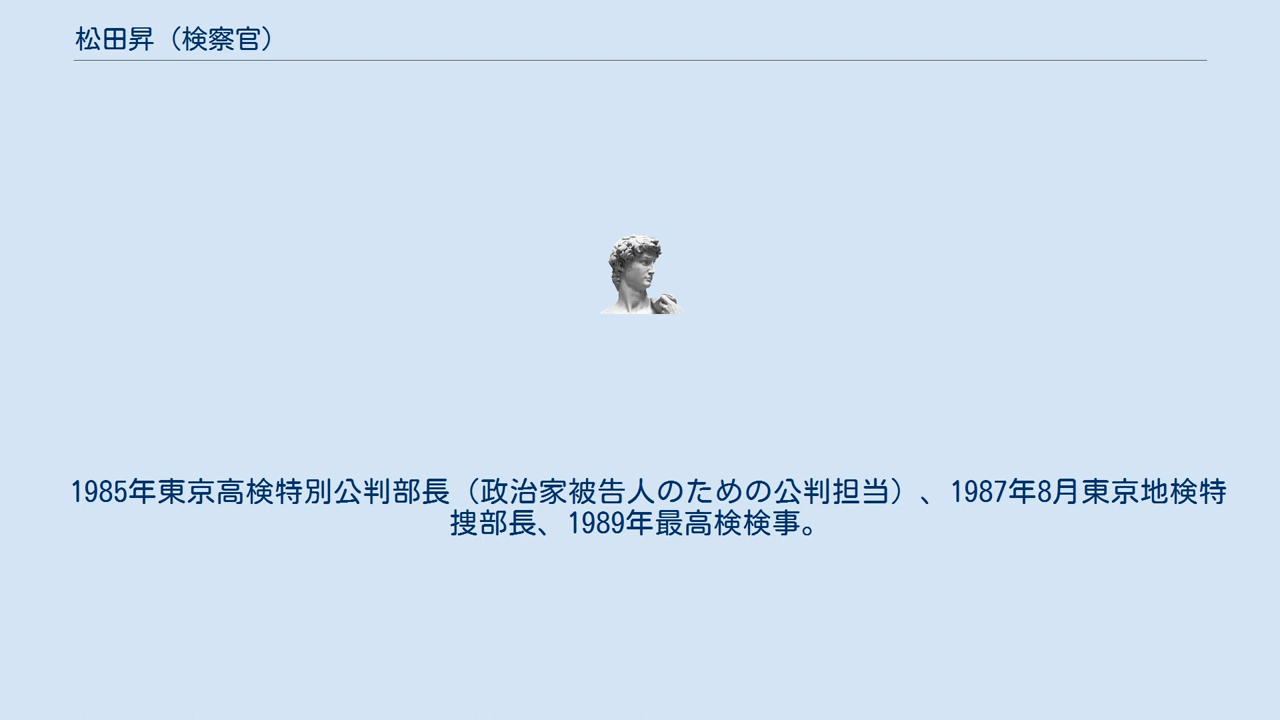 松田昇（検察官）
1985年東京高検特別公判部長（政治家被告人のための公判担当）、1987年8月東京地検特
捜部長、1989年最高検検事。